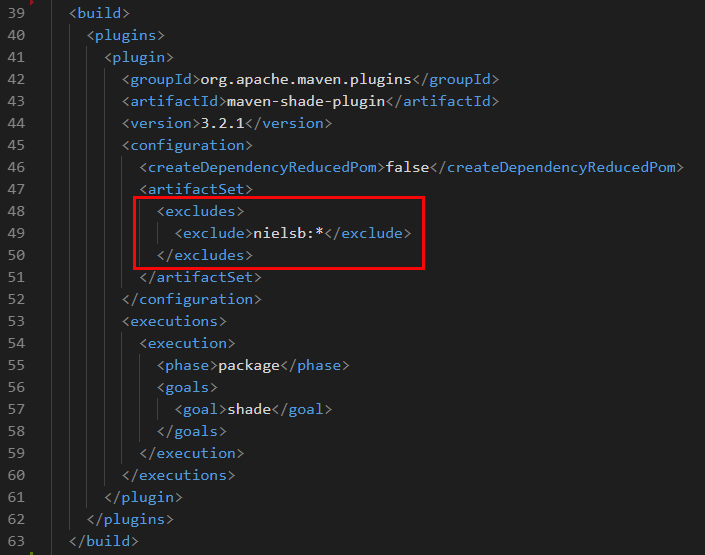 39 <build>
40 <plugins>
41 <plugin>
42 <groupId>org.apache.maven.plugins</groupId>
43 <artifactId>maven-shade-plugin</artifactId>
44 <version>3.2.1</version>
45 <configuration>
46 <createDependencyReducedPom>false</createDependencyReducedPom>
47 <artifactSet>
48 <excludes>
49 <exclude>nielsb:*</exclude>
50 </excludes>
51 </artifactSet>
52 </configuration>
53 <executions>
54 <execution>
55 <phase>package</phase>
56 <goals>
57 <goal>shade</goal>
58 </goals>
59 </execution>
60 </executions>
61 </plugin>
62 </plugins>
63 </build>